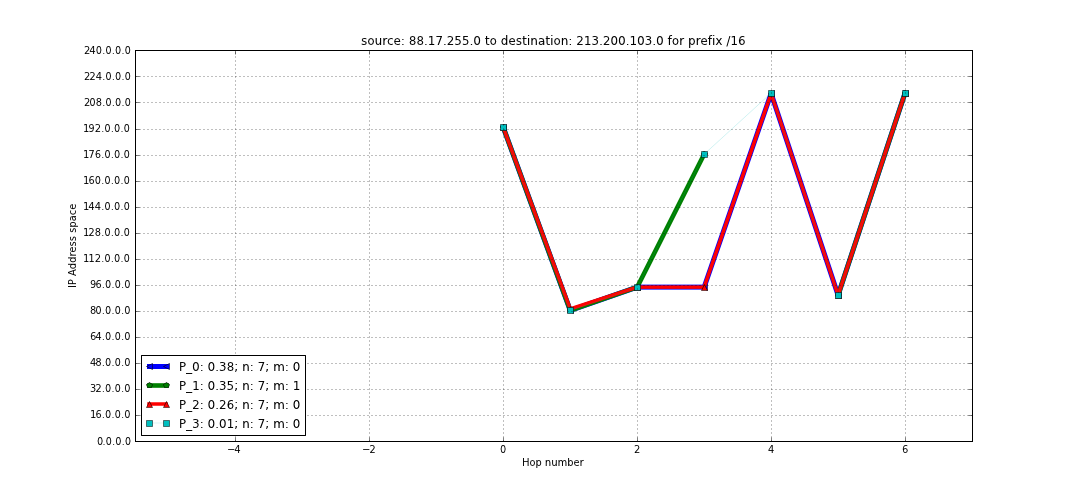 source: 88.17.255.0 to destination: 213.200.103.0 for prefix /16
240.0.0.0
224.0.0.0
208.0.0.0
192.0.0.0
176.0.0.0
160.0.0.0
144.0.0.0
128.0.0.0
112.0.0.0
96.0.0.0
80.0.0.0
64.0.0.0
48.0.0.0
32.0.0.0
16.0.0.0
0.0.0.0
IP Address space
P_0: 0.38; n: 7; m: 0
P_1: 0.35; n: 7; m: 1
P_2: 0.26; n: 7; m: 0
P_3: 0.01; n: 7; m: 0
−4 −2 0 2 4 6
Hop number